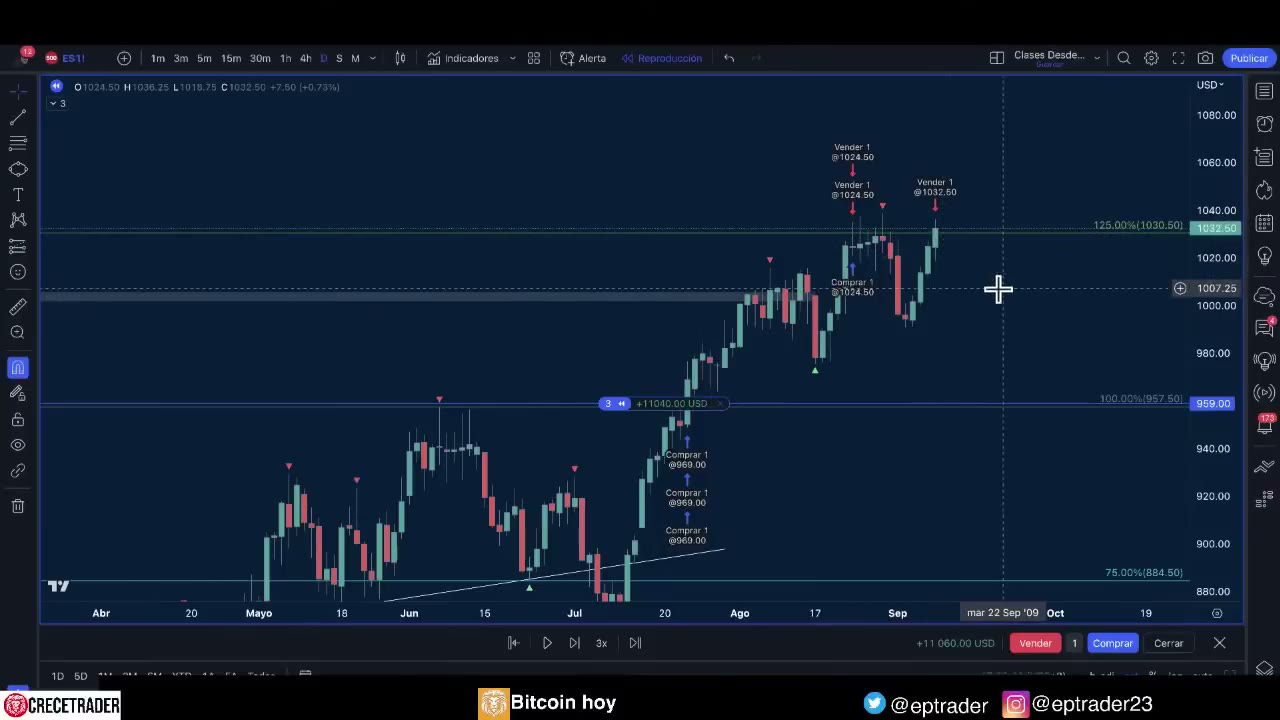 12
500 ES1!
1m 3m 5m 15m 30m 1h 4h D S M
Indicadores
Alerta
Reproducción
Clases Desde...
Guardar
Publicar
O1024.50 H1036.25 L1018.75 C1032.50 +7.50 (+0.73%)
3
USD
1080.00
1060.00
1040.00
1032.50
1020.00
1007.25
1000.00
980.00
959.00
940.00
920.00
900.00
880.00
Vender 1
@1024.50
Vender 1
@1024.50
Vender 1
@1032.50
Comprar 1
@1024.50
125.00%(1030.50)
100.00%(957.50)
75.00%(884.50)
3 +11040.00 USD
Comprar 1
@969.00
Comprar 1
@969.00
Comprar 1
@969.00
4
173
Abr 20 Mayo 18 Jun 15 Jul 20 Ago 17 Sep mar 22 Sep '09 Oct 19
3x
+11 060.00 USD
Vender 1 Comprar Cerrar
1D 5D
CRECETRADER
Bitcoin hoy
@eptrader
@eptrader23